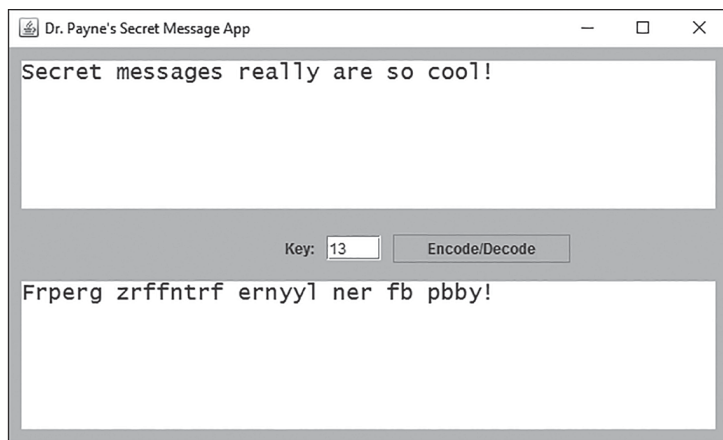 Dr. Payne's Secret Message App
Secret messages really are so cool!
Key: 13 Encode/Decode
Frperg zrffntrf ernyyl ner fb pbby!